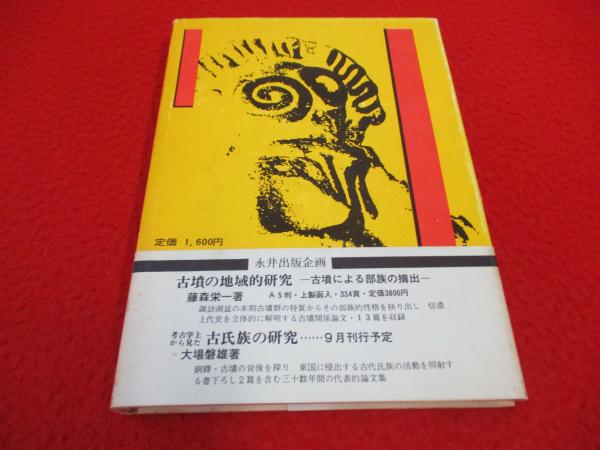 定価 1,600円
永井出版企画
古墳の地域的研究 —古墳による部族の摘出—
藤森栄一著 A5判・上製函入・334頁・定価3800円
諏訪湖盆の末期古墳群の特質からその部族的性格を抉り出し 信濃
上代史を立体的に解明する古墳関係論文・13篇を収録
考古学上から見た 古氏族の研究……9月刊行予定
大場磐雄著
銅鐸・古墳の背後を探り 東国に侵出する古代氏族の活動を照射す
る書下ろし2篇を含む三十数年間の代表的論文集